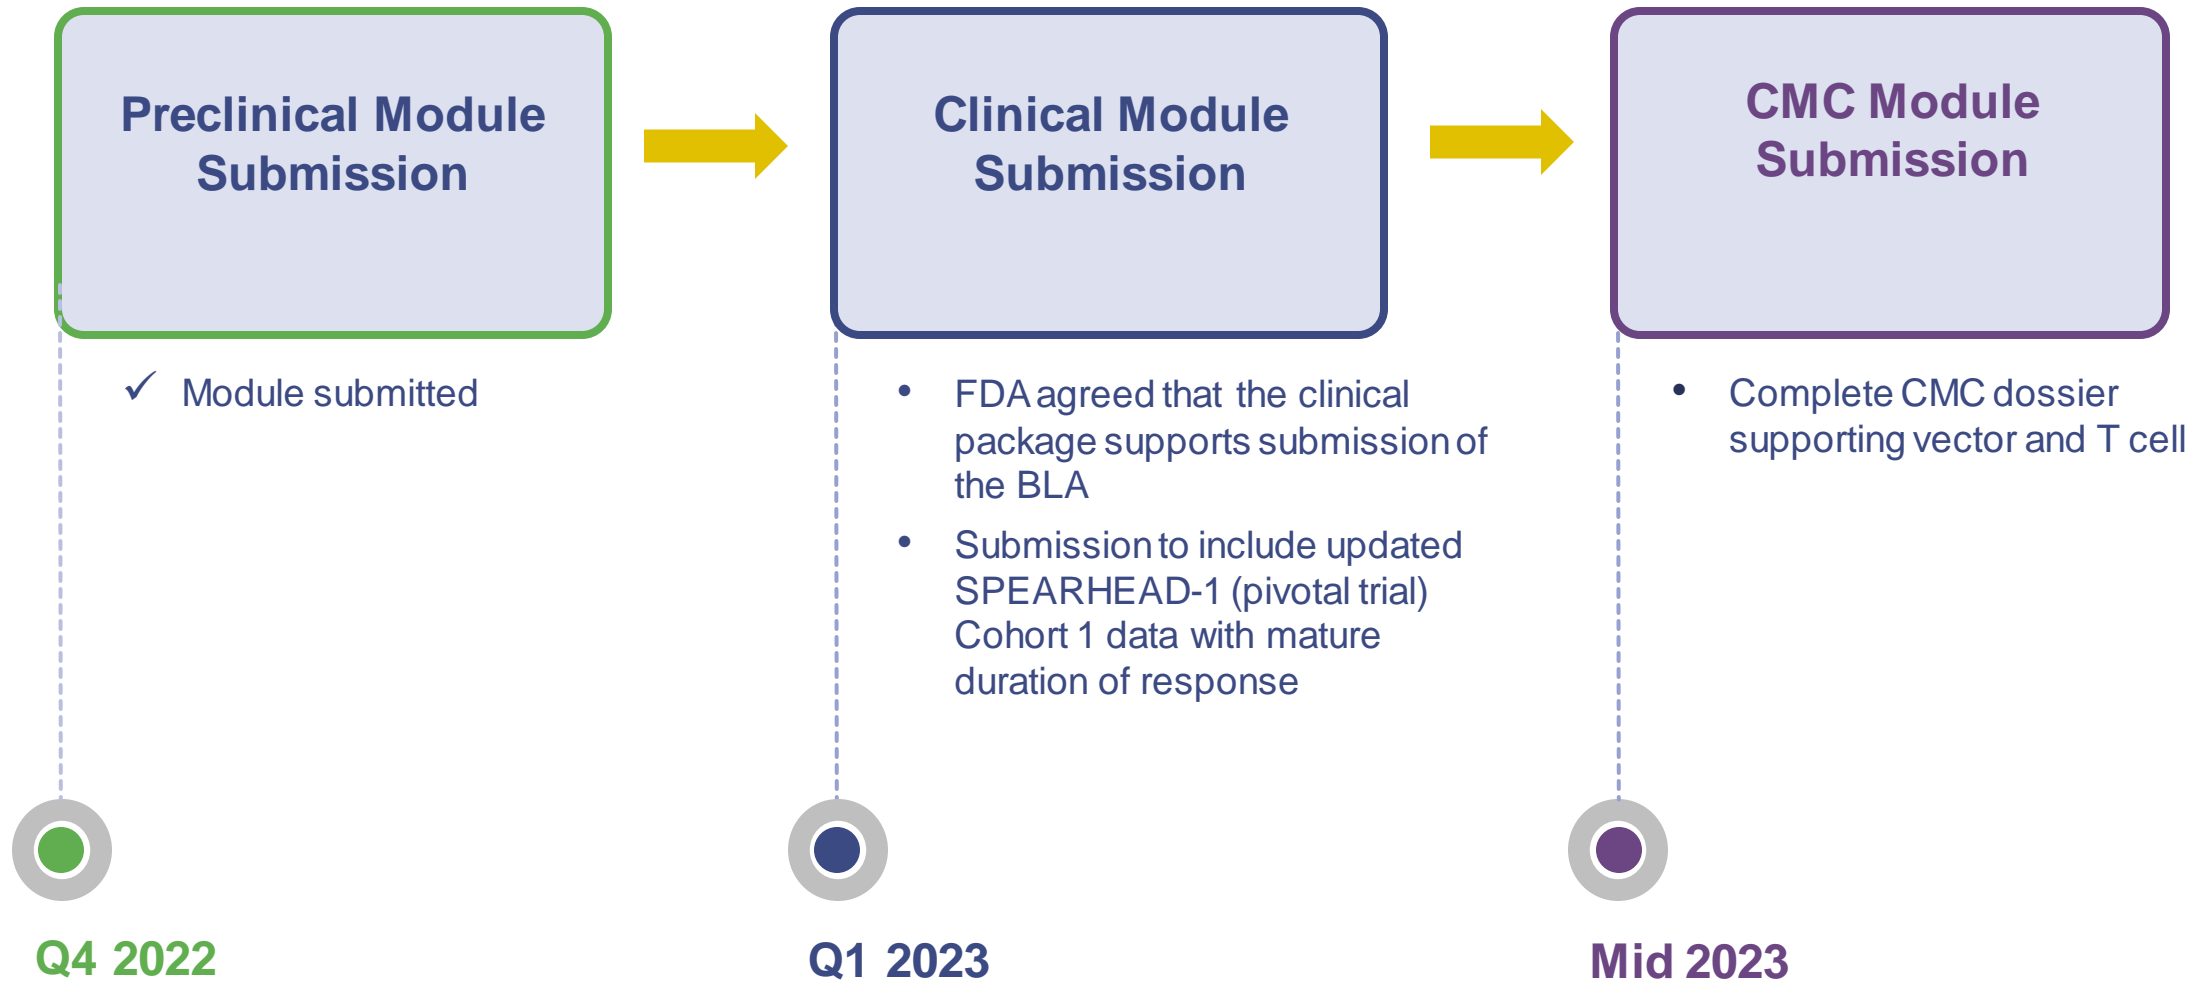 Preclinical Module
Submission
Clinical Module
Submission
CMC Module
Submission
✓ Module submitted
• FDA agreed that the clinical
package supports submission of
the BLA
• Submission to include updated
SPEARHEAD-1 (pivotal trial)
Cohort 1 data with mature
duration of response
• Complete CMC dossier
supporting vector and T cell
Q4 2022
Q1 2023
Mid 2023